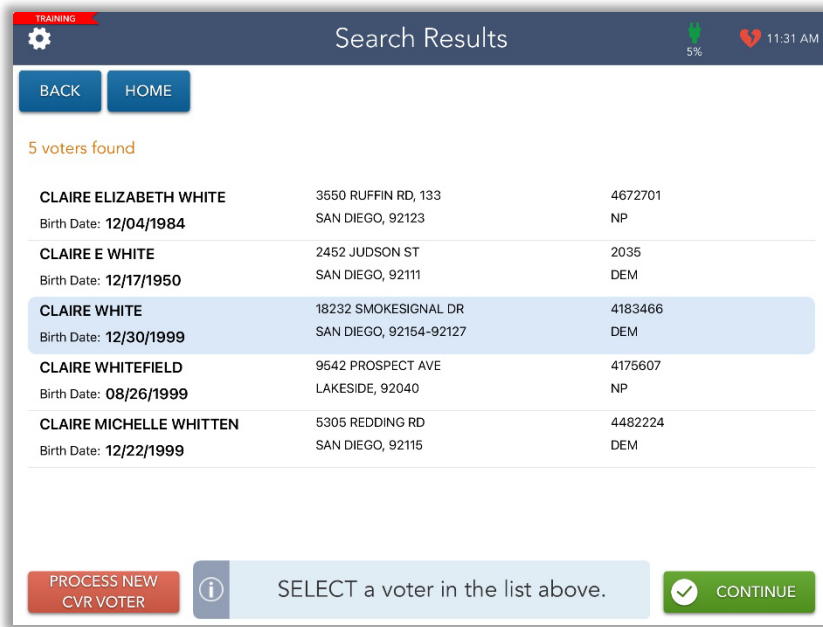 TRAINING
Search Results
5%
11:31 AM
BACK HOME
5 voters found
CLAIRE ELIZABETH WHITE 3550 RUFFIN RD, 133 4672701
Birth Date: 12/04/1984 SAN DIEGO, 92123 NP
CLAIRE E WHITE 2452 JUDSON ST 2035
Birth Date: 12/17/1950 SAN DIEGO, 92111 DEM
CLAIRE WHITE 18232 SMOKESIGNAL DR 4183466
Birth Date: 12/30/1999 SAN DIEGO, 92154-92127 DEM
CLAIRE WHITEFIELD 9542 PROSPECT AVE 4175607
Birth Date: 08/26/1999 LAKESIDE, 92040 NP
CLAIRE MICHELLE WHITTEN 5305 REDDING RD 4482224
Birth Date: 12/22/1999 SAN DIEGO, 92115 DEM
PROCESS NEW
CVR VOTER
SELECT a voter in the list above.
CONTINUE